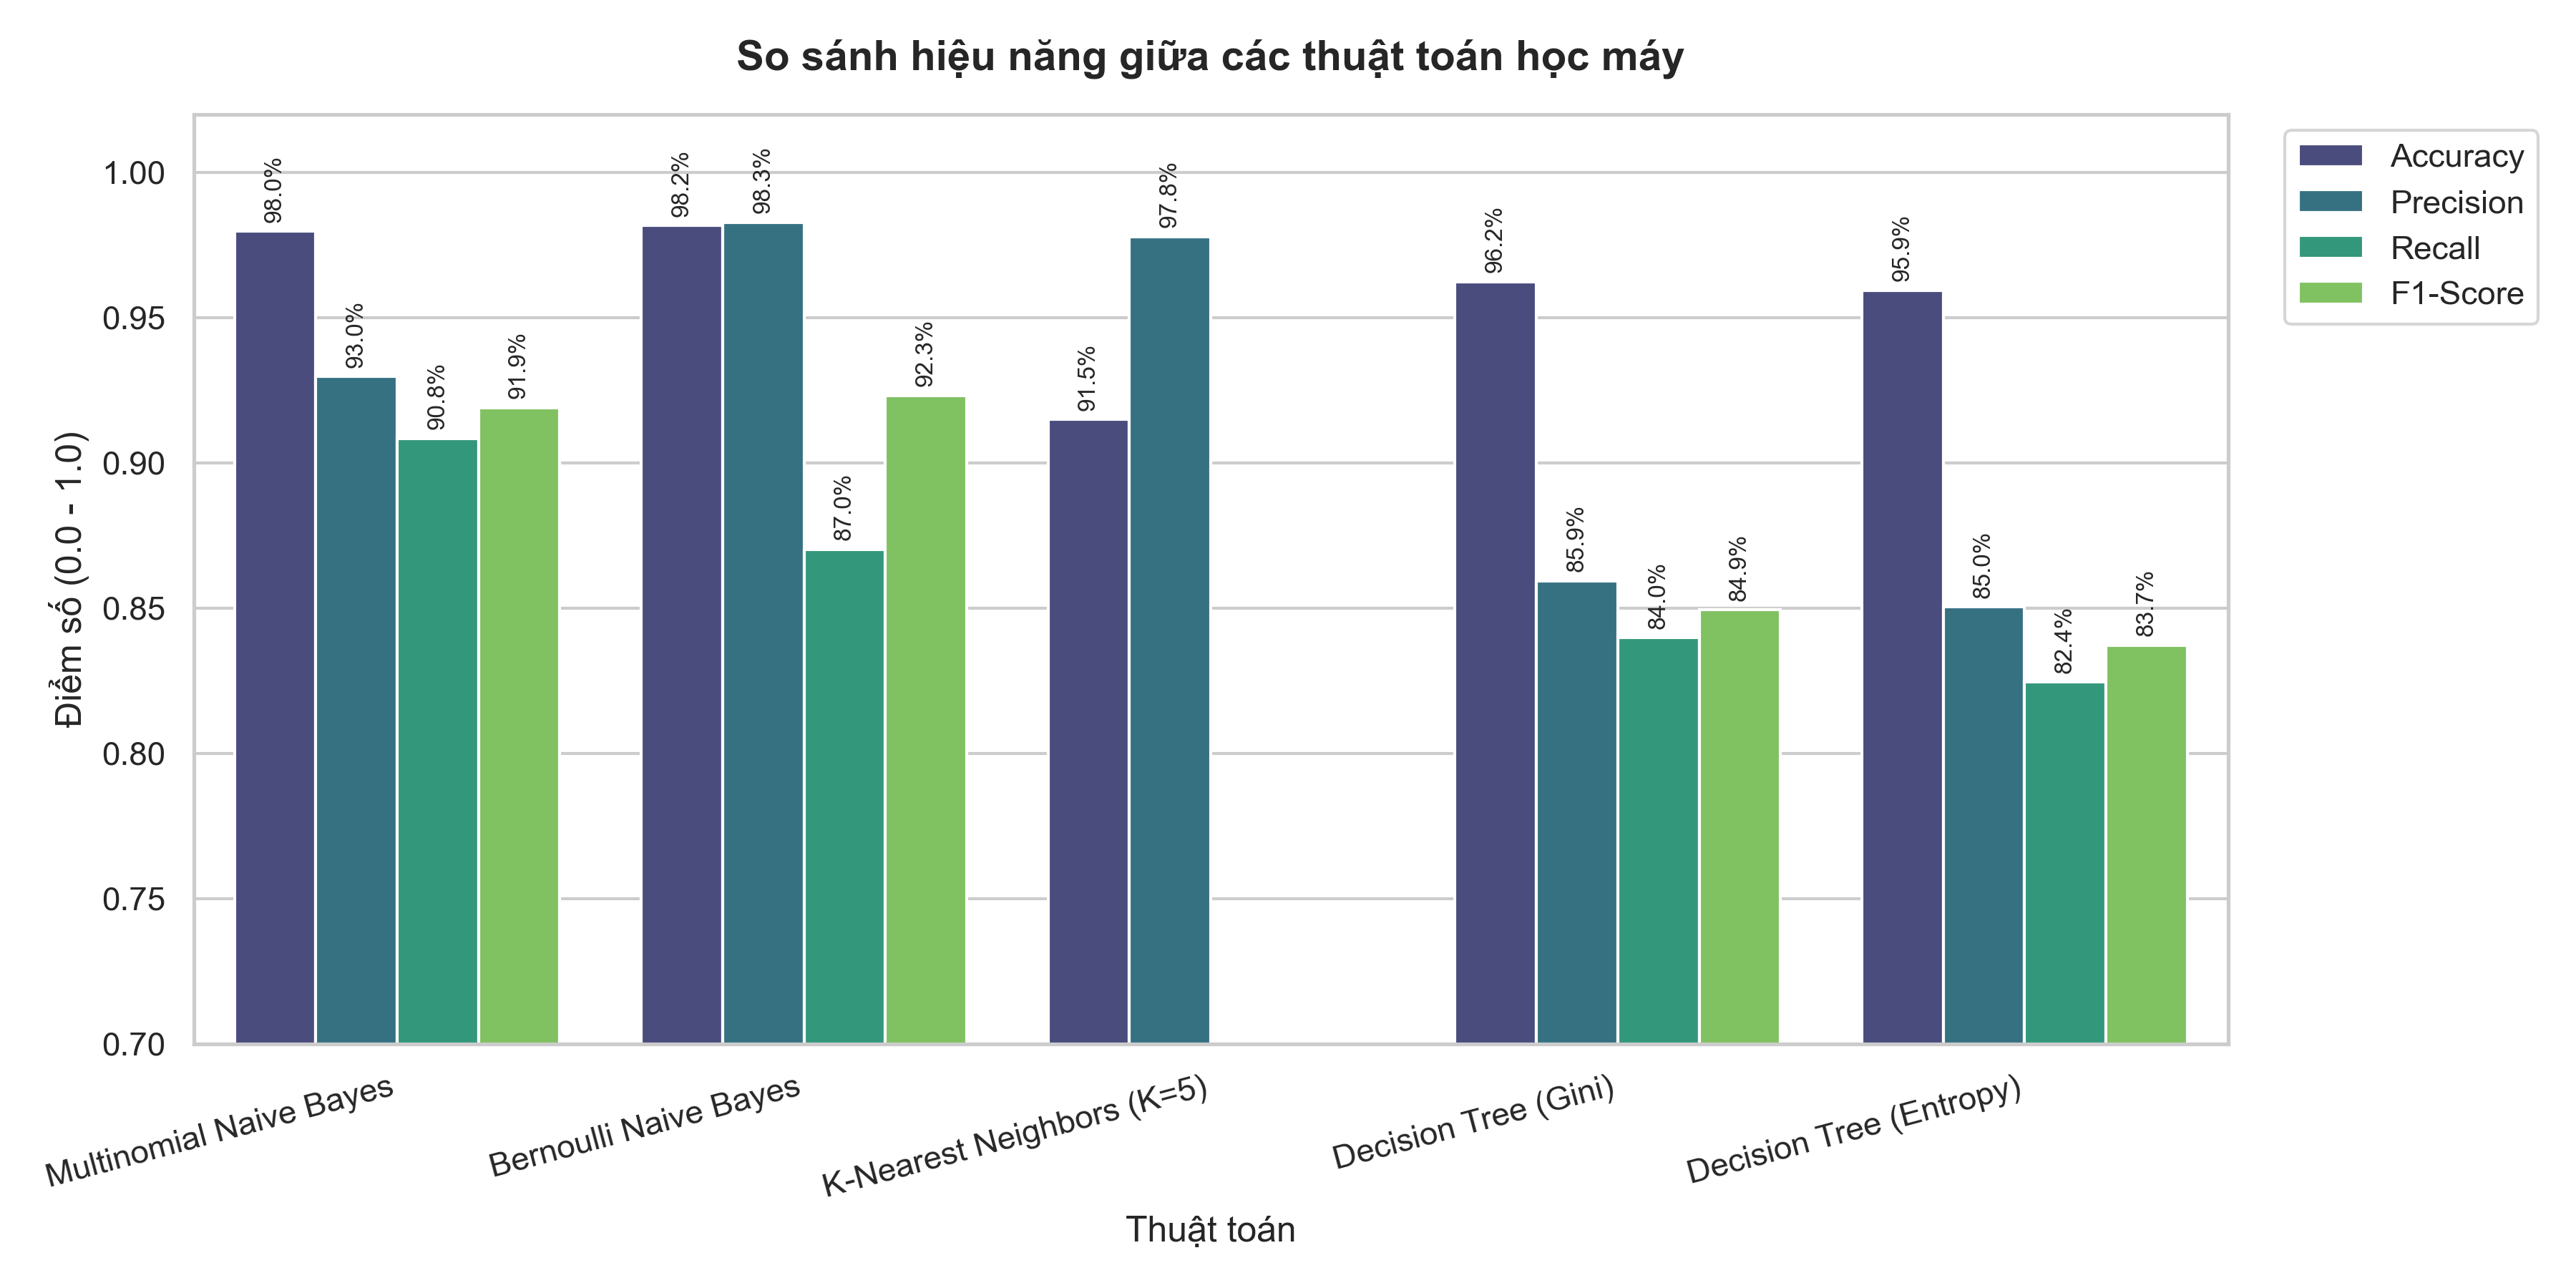 So sánh hiệu năng giữa các thuật toán học máy
Điểm số (0.0 - 1.0)
1.00
0.95
0.90
0.85
0.80
0.75
0.70
98.0%
93.0%
90.8%
91.9%
98.2%
98.3%
87.0%
92.3%
91.5%
97.8%
96.2%
85.9%
84.0%
84.9%
95.9%
85.0%
82.4%
83.7%
Accuracy
Precision
Recall
F1-Score
Multinomial Naive Bayes
Bernoulli Naive Bayes
K-Nearest Neighbors (K=5)
Decision Tree (Gini)
Decision Tree (Entropy)
Thuật toán